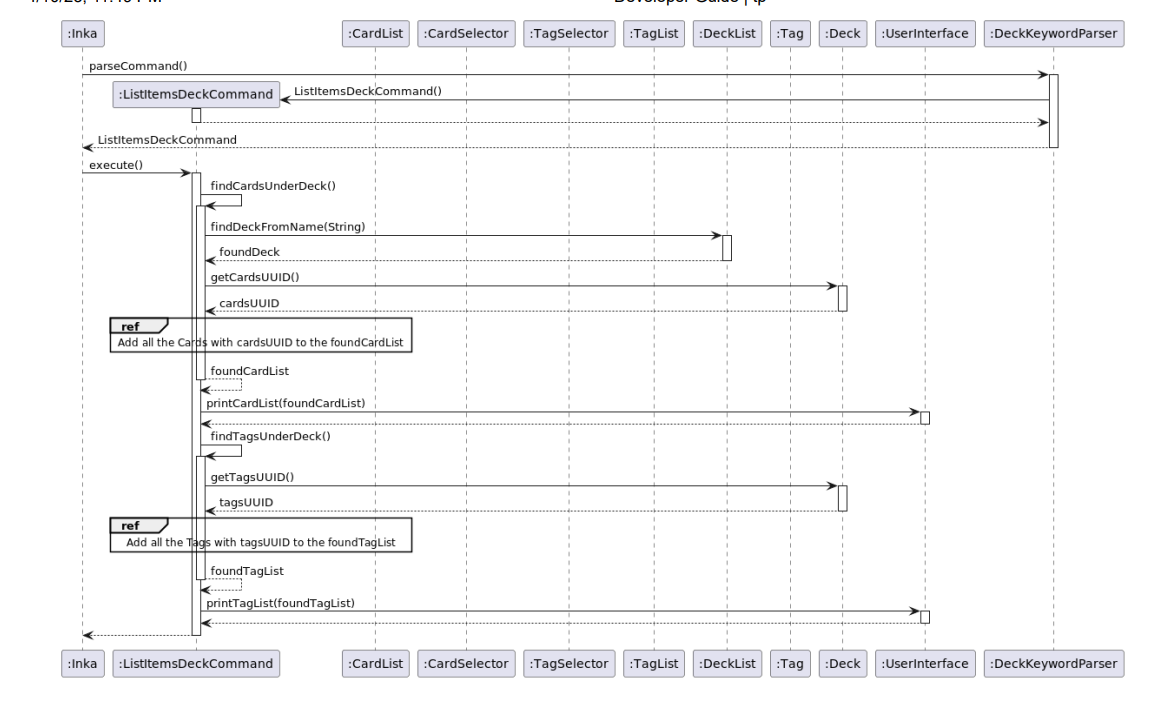 Developer Guide | tp
:Inka :CardList :CardSelector :TagSelector :TagList :DeckList :Tag :Deck :UserInterface :DeckKeywordParser
parseCommand()
:ListItemsDeckCommand ListItemsDeckCommand()
ListItemsDeckCommand
execute()
findCardsUnderDeck()
findDeckFromName(String)
foundDeck
getCardsUUID()
cardsUUID
ref
Add all the Cards with cardsUUID to the foundCardList
foundCardList
printCardList(foundCardList)
findTagsUnderDeck()
getTagsUUID()
tagsUUID
ref
Add all the Tags with tagsUUID to the foundTagList
foundTagList
printTagList(foundTagList)
:Inka :ListItemsDeckCommand :CardList :CardSelector :TagSelector :TagList :DeckList :Tag :Deck :UserInterface :DeckKeywordParser